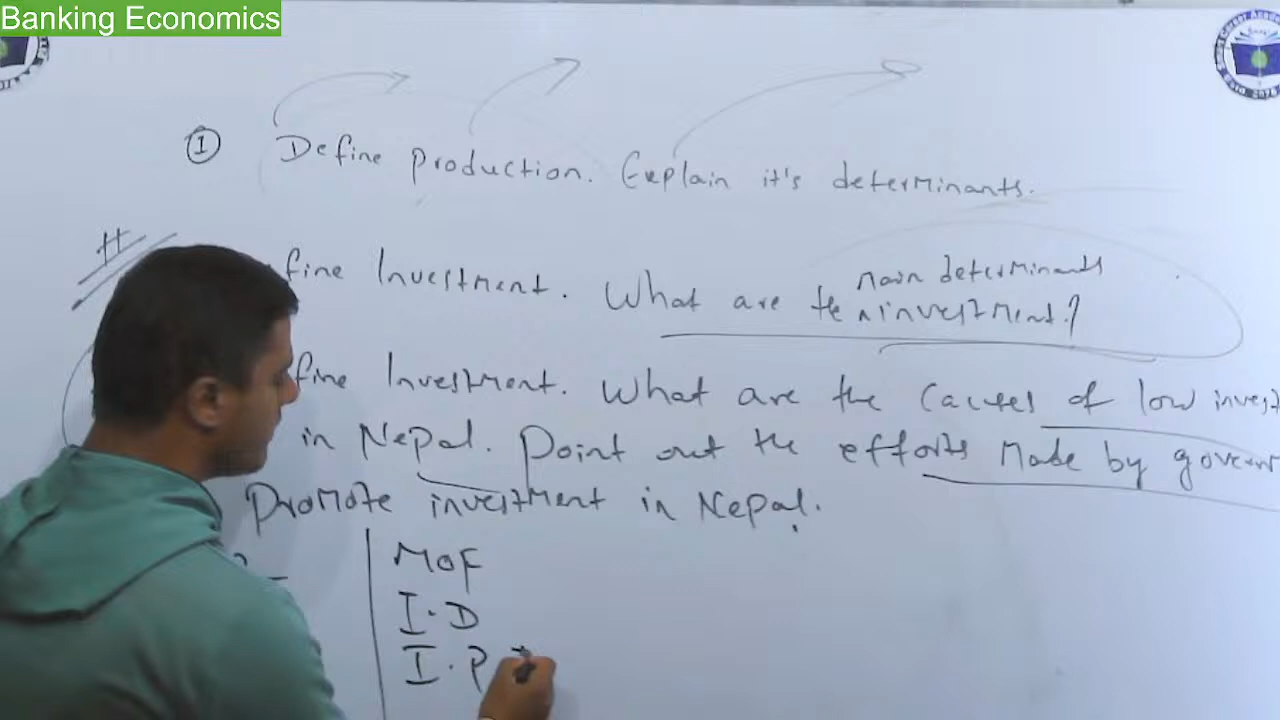 Banking Economics
① Define production. Explain it's determinants.
#
fine Investment. What are the main determinants investment?
fine Investment. What are the causes of low invest
in Nepal. Point out the efforts made by govern
Promote investment in Nepal.
MOF
I.D
I.P